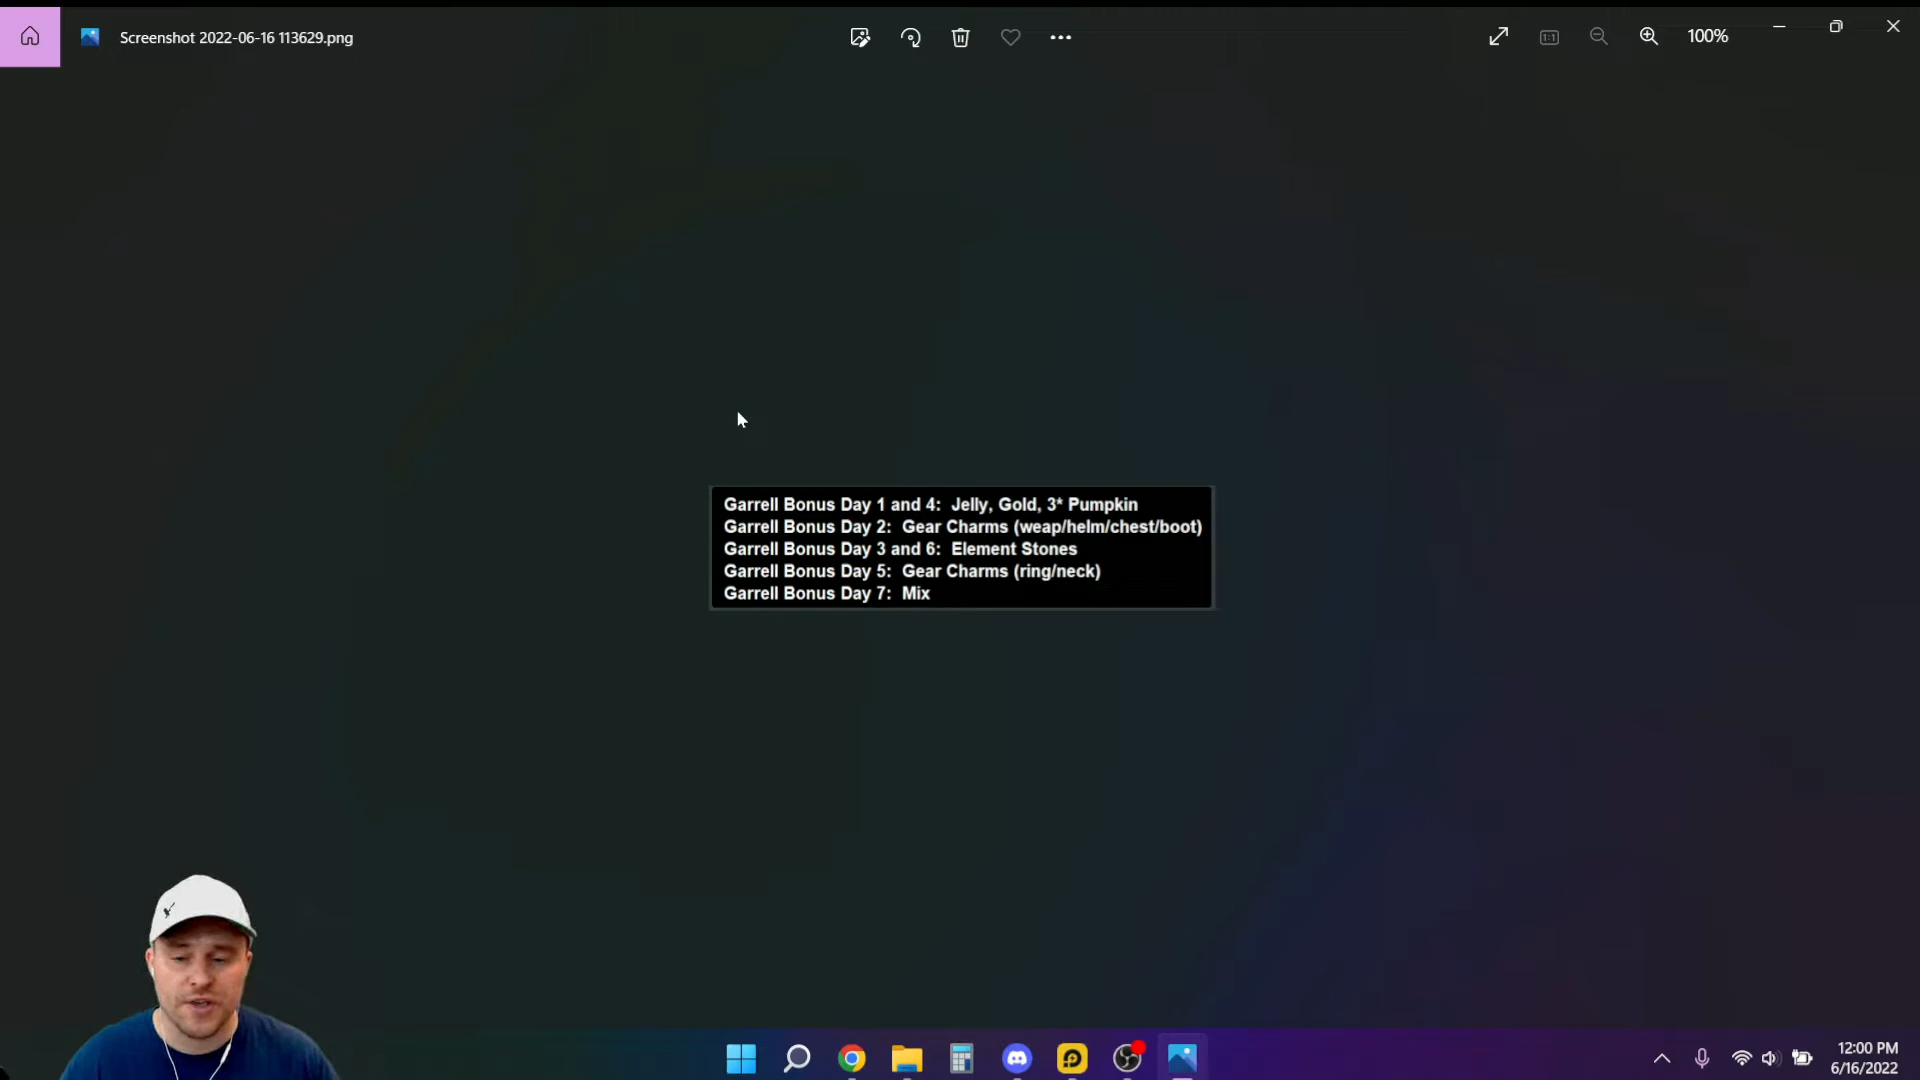 Screenshot 2022-06-16 113629.png
100%
Garrell Bonus Day 1 and 4: Jelly, Gold, 3* Pumpkin
Garrell Bonus Day 2: Gear Charms (weap/helm/chest/boot)
Garrell Bonus Day 3 and 6: Element Stones
Garrell Bonus Day 5: Gear Charms (ring/neck)
Garrell Bonus Day 7: Mix
12:00 PM
6/16/2022